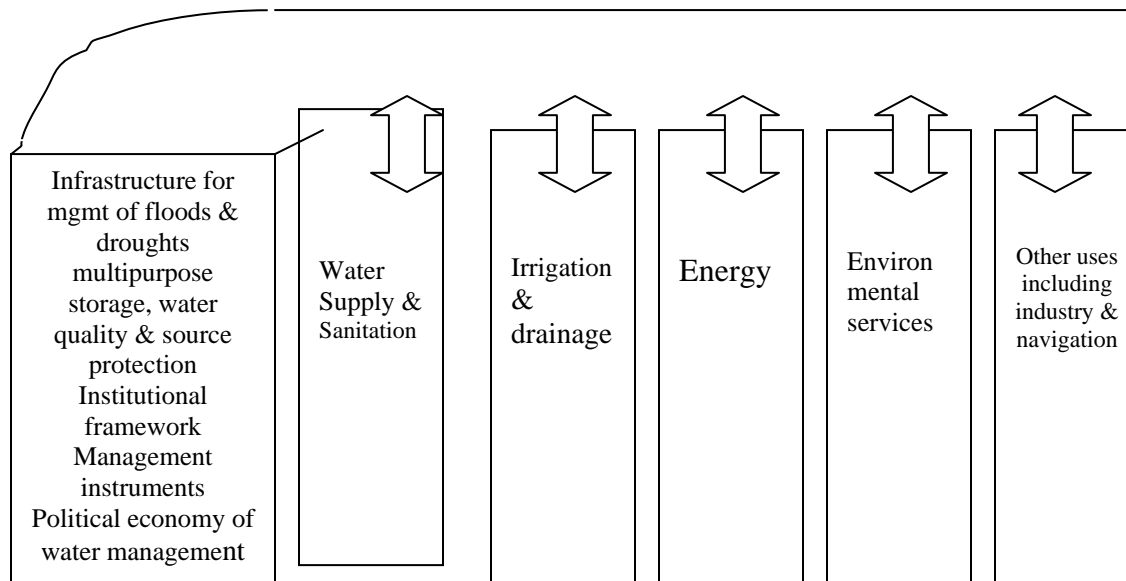 Infrastructure for
mgmt of floods &
droughts
multipurpose
storage, water
quality & source
protection
Institutional
framework
Management
instruments
Political economy of
water management
Water
Supply &
Sanitation
Irrigation
&
drainage
Energy
Environ
mental
services
Other uses
including
industry &
navigation